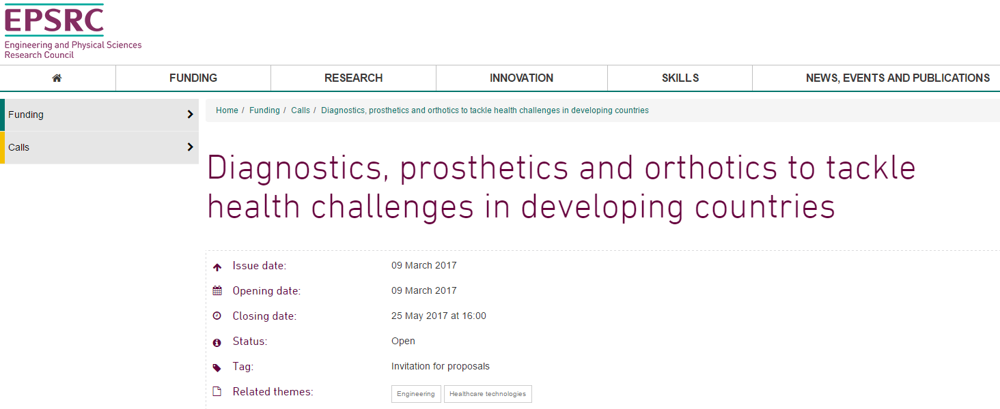 EPSRC
Engineering and Physical Sciences
Research Council
FUNDING RESEARCH INNOVATION SKILLS NEWS, EVENTS AND PUBLICATIONS
Funding
Calls
Home / Funding / Calls / Diagnostics, prosthetics and orthotics to tackle health challenges in developing countries
Diagnostics, prosthetics and orthotics to tackle
health challenges in developing countries
Issue date: 09 March 2017
Opening date: 09 March 2017
Closing date: 25 May 2017 at 16:00
Status: Open
Tag: Invitation for proposals
Related themes: Engineering Healthcare technologies